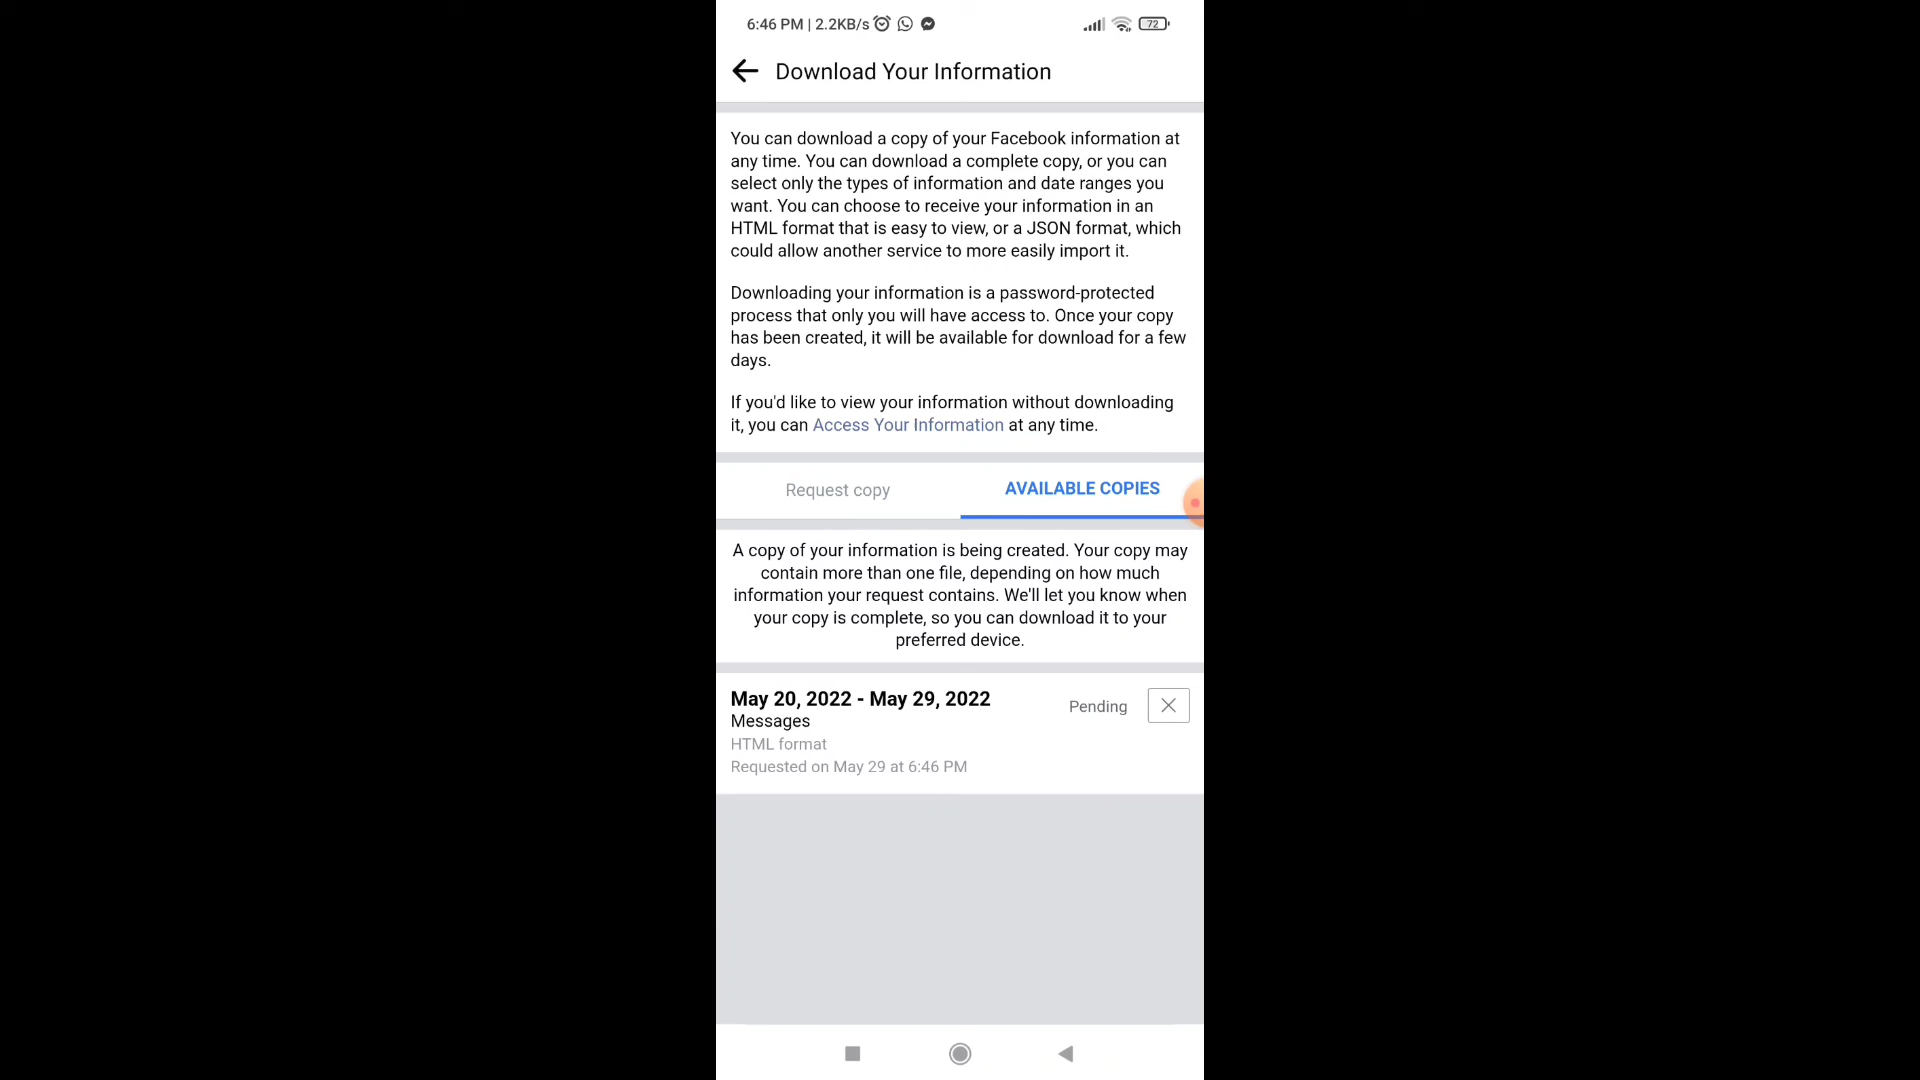 6:46 PM | 2.2KB/s
72
Download Your Information
You can download a copy of your Facebook information at
any time. You can download a complete copy, or you can
select only the types of information and date ranges you
want. You can choose to receive your information in an
HTML format that is easy to view, or a JSON format, which
could allow another service to more easily import it.
Downloading your information is a password-protected
process that only you will have access to. Once your copy
has been created, it will be available for download for a few
days.
If you'd like to view your information without downloading
it, you can Access Your Information at any time.
Request copy
AVAILABLE COPIES
A copy of your information is being created. Your copy may
contain more than one file, depending on how much
information your request contains. We'll let you know when
your copy is complete, so you can download it to your
preferred device.
May 20, 2022 - May 29, 2022
Pending
Messages
HTML format
Requested on May 29 at 6:46 PM